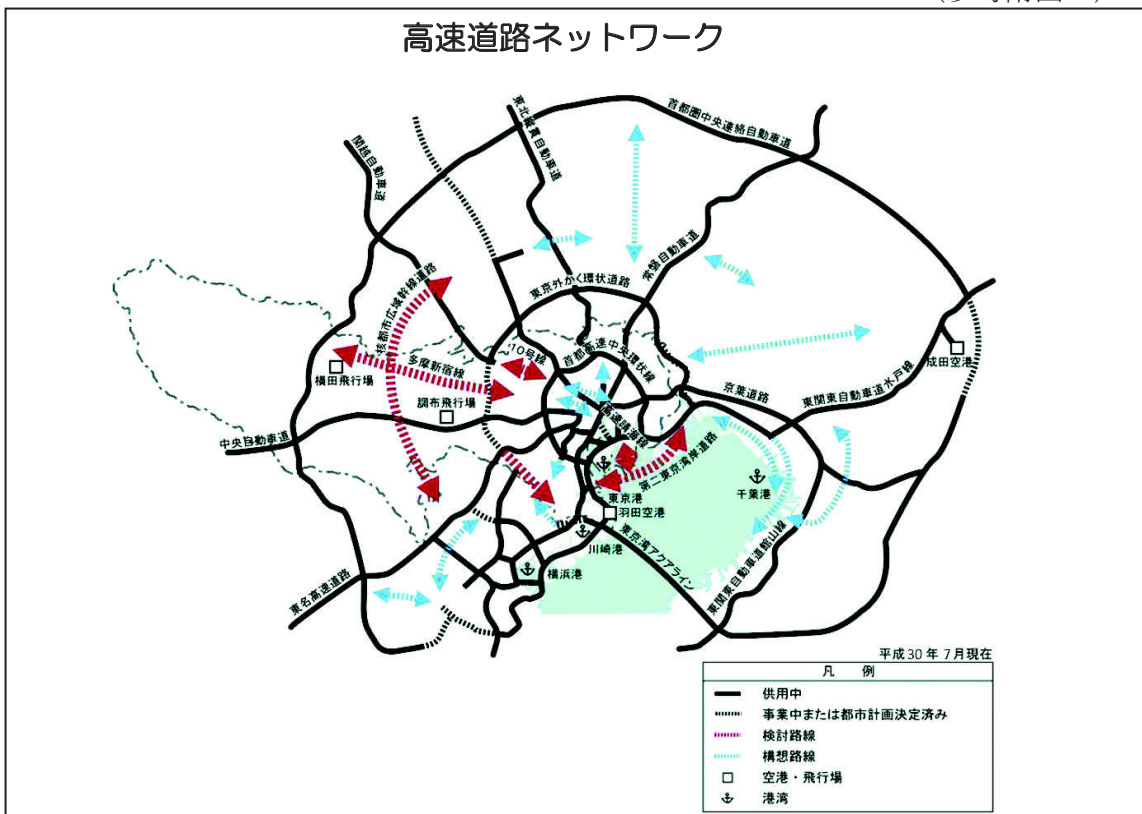 高速道路ネットワーク
首都圏中央連絡自動車道
東北縦貫自動車道
関越自動車道
常磐自動車道
東京外かく環状道路
核都市広域幹線道路
10号線
首都高速中央環状線
多摩新宿線
横田飛行場
調布飛行場
成田空港
京葉道路
東関東自動車道水戸線
高速晴海線
中央自動車道
第二東京湾岸道路
千葉港
東京港
羽田空港
川崎港
東京湾アクアライン
横浜港
東関東自動車道館山線
東名高速道路
平成30年7月現在
凡 例
供用中
事業中または都市計画決定済み
検討路線
構想路線
空港・飛行場
港湾